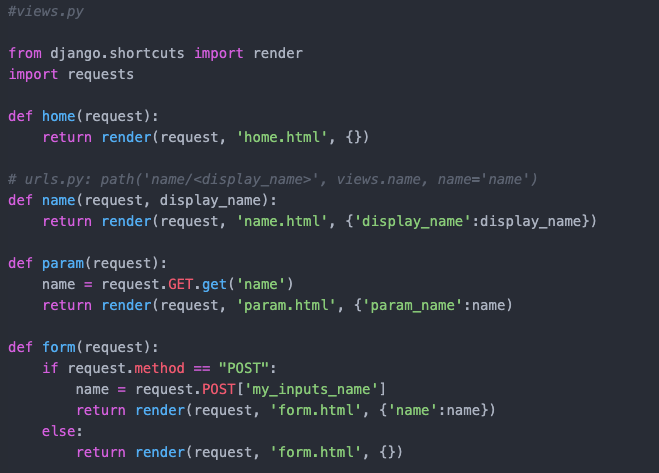 #views.py

from django.shortcuts import render
import requests

def home(request):
    return render(request, 'home.html', {})

# urls.py: path('name/<display_name>', views.name, name='name')
def name(request, display_name):
    return render(request, 'name.html', {'display_name':display_name})

def param(request):
    name = request.GET.get('name')
    return render(request, 'param.html', {'param_name':name)

def form(request):
    if request.method == "POST":
        name = request.POST['my_inputs_name']
        return render(request, 'form.html', {'name':name})
    else:
        return render(request, 'form.html', {})